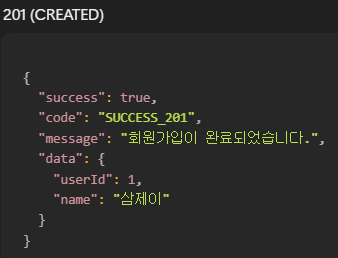 201 (CREATED)
{
  "success": true,
  "code": "SUCCESS_201",
  "message": "회원가입이 완료되었습니다.",
  "data": {
    "userId": 1,
    "name": "삼제이"
  }
}